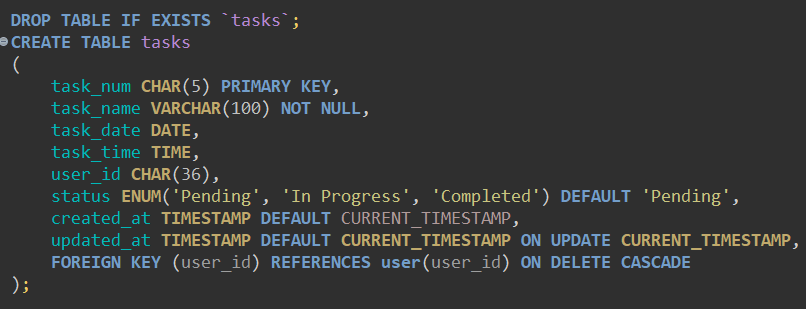 DROP TABLE IF EXISTS `tasks`;
CREATE TABLE tasks
(
    task_num CHAR(5) PRIMARY KEY,
    task_name VARCHAR(100) NOT NULL,
    task_date DATE,
    task_time TIME,
    user_id CHAR(36),
    status ENUM('Pending', 'In Progress', 'Completed') DEFAULT 'Pending',
    created_at TIMESTAMP DEFAULT CURRENT_TIMESTAMP,
    updated_at TIMESTAMP DEFAULT CURRENT_TIMESTAMP ON UPDATE CURRENT_TIMESTAMP,
    FOREIGN KEY (user_id) REFERENCES user(user_id) ON DELETE CASCADE
);